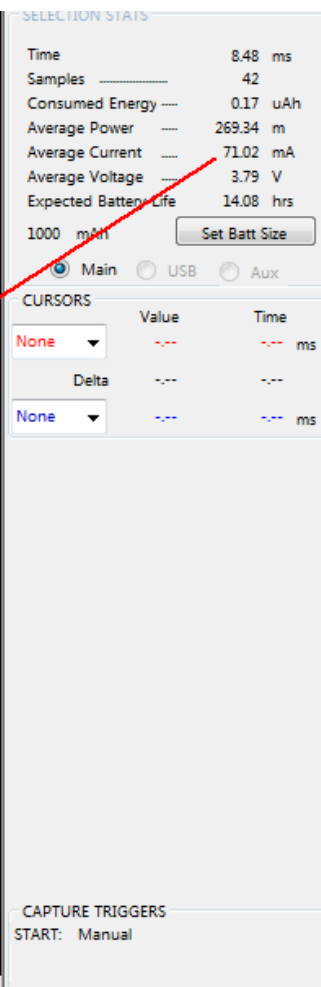 SELECTION STATS
Time 8.48 ms
Samples 42
Consumed Energy 0.17 uAh
Average Power 269.34 m
Average Current 71.02 mA
Average Voltage 3.79 V
Expected Battery Life 14.08 hrs
1000 mAh Set Batt Size
Main USB Aux
CURSORS
Value Time
None -.-- -.-- ms
Delta -.-- -.--
None -.-- -.-- ms
CAPTURE TRIGGERS
START: Manual